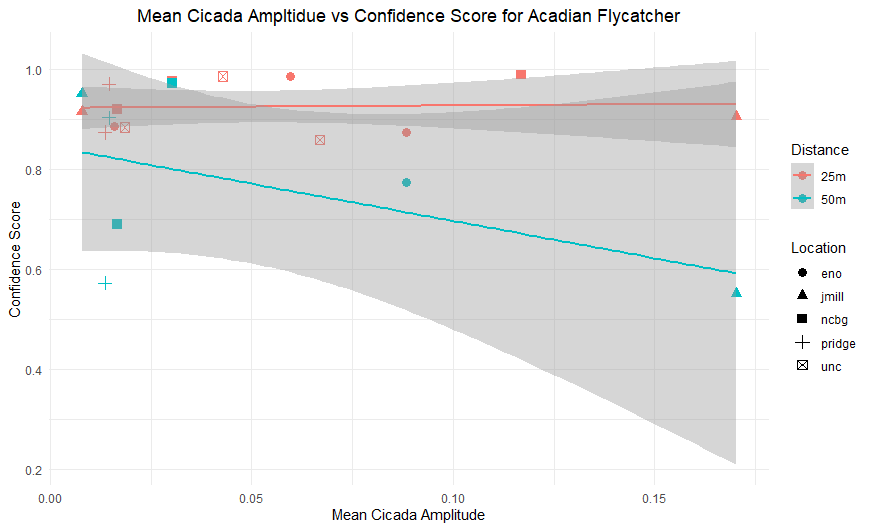 Mean Cicada Ampltidue vs Confidence Score for Acadian Flycatcher
Confidence Score
1.0
0.8
0.6
0.4
0.2
0.00
0.05
0.10
0.15
Mean Cicada Amplitude
Distance
25m
50m
Location
eno
jmill
ncbg
pridge
unc